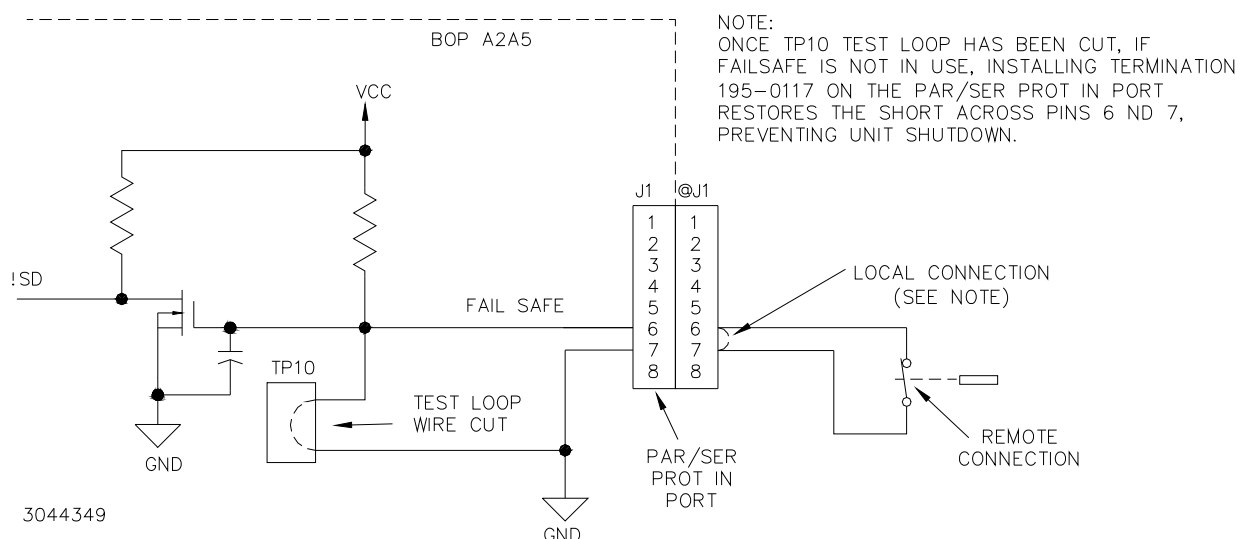 BOP A2A5
NOTE:
ONCE TP10 TEST LOOP HAS BEEN CUT, IF
FAILSAFE IS NOT IN USE, INSTALLING TERMINATION
195-0117 ON THE PAR/SER PROT IN PORT
RESTORES THE SHORT ACROSS PINS 6 ND 7,
PREVENTING UNIT SHUTDOWN.
VCC
J1
@J1
1 1
2 2
3 3
4 4
5 5
6 6
7 7
8 8
!SD
FAIL SAFE
LOCAL CONNECTION
(SEE NOTE)
TP10
TEST LOOP
WIRE CUT
GND
PAR/SER
PROT IN
PORT
REMOTE
CONNECTION
3044349
GND